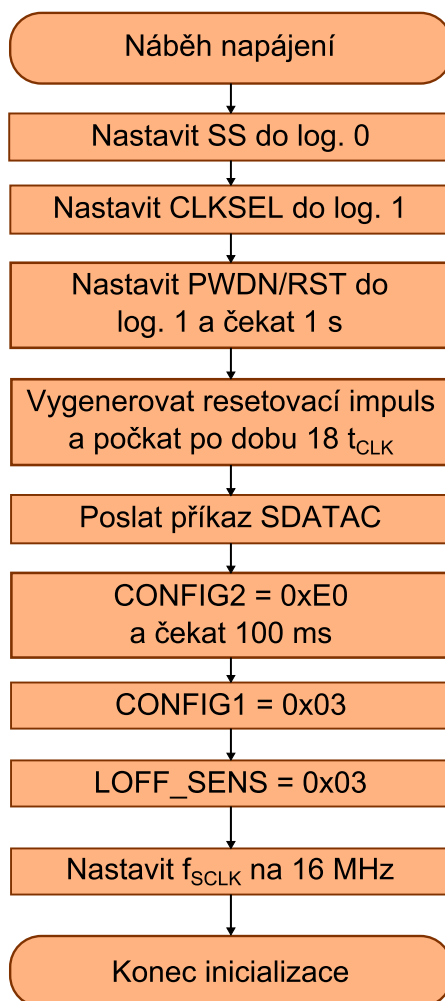 Náběh napájení
Nastavit SS do log. 0
Nastavit CLKSEL do log. 1
Nastavit PWDN/RST do
log. 1 a čekat 1 s
Vygenerovat resetovací impuls
a počkat po dobu 18 tCLK
Poslat příkaz SDATAC
CONFIG2 = 0xE0
a čekat 100 ms
CONFIG1 = 0x03
LOFF_SENS = 0x03
Nastavit fSCLK na 16 MHz
Konec inicializace